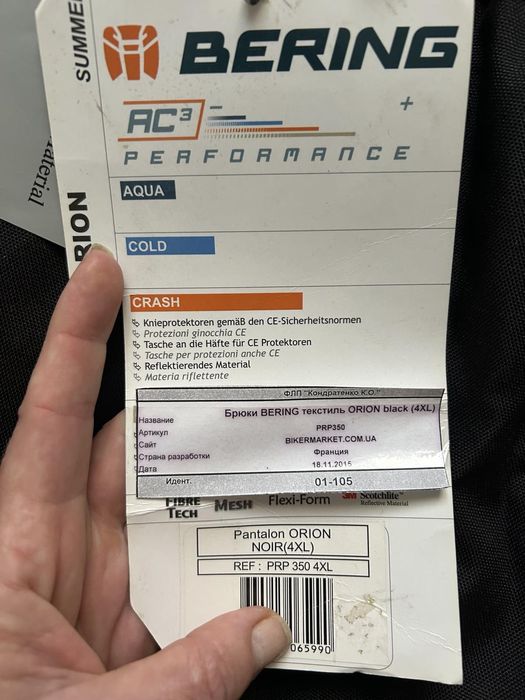 SUMME
BERING
AC³
+
PERFORMANCE
AQUA
RION
COLD
CRASH
Knieprotektoren gemäß den CE-Sicherheitsnormen
Protezioni ginocchia CE
Tasche an die Häfte für CE Protektoren
Tasche per protezioni anche CE
Reflektierendes Material
Materia riflettente
ФЛП "Кондратенко К.О."
Название Брюки BERING текстиль ORION black (4XL)
Артикул PRP350
Сайт BIKERMARKET.COM.UA
Страна разработки Франция
Дата 18.11.2015
Идент. 01-105
FIBRE TECH
MESH
Flexi-Form
3M Scotchlite™
Reflective Material
Pantalon ORION
NOIR(4XL)
REF : PRP 350 4XL
065990
aterial